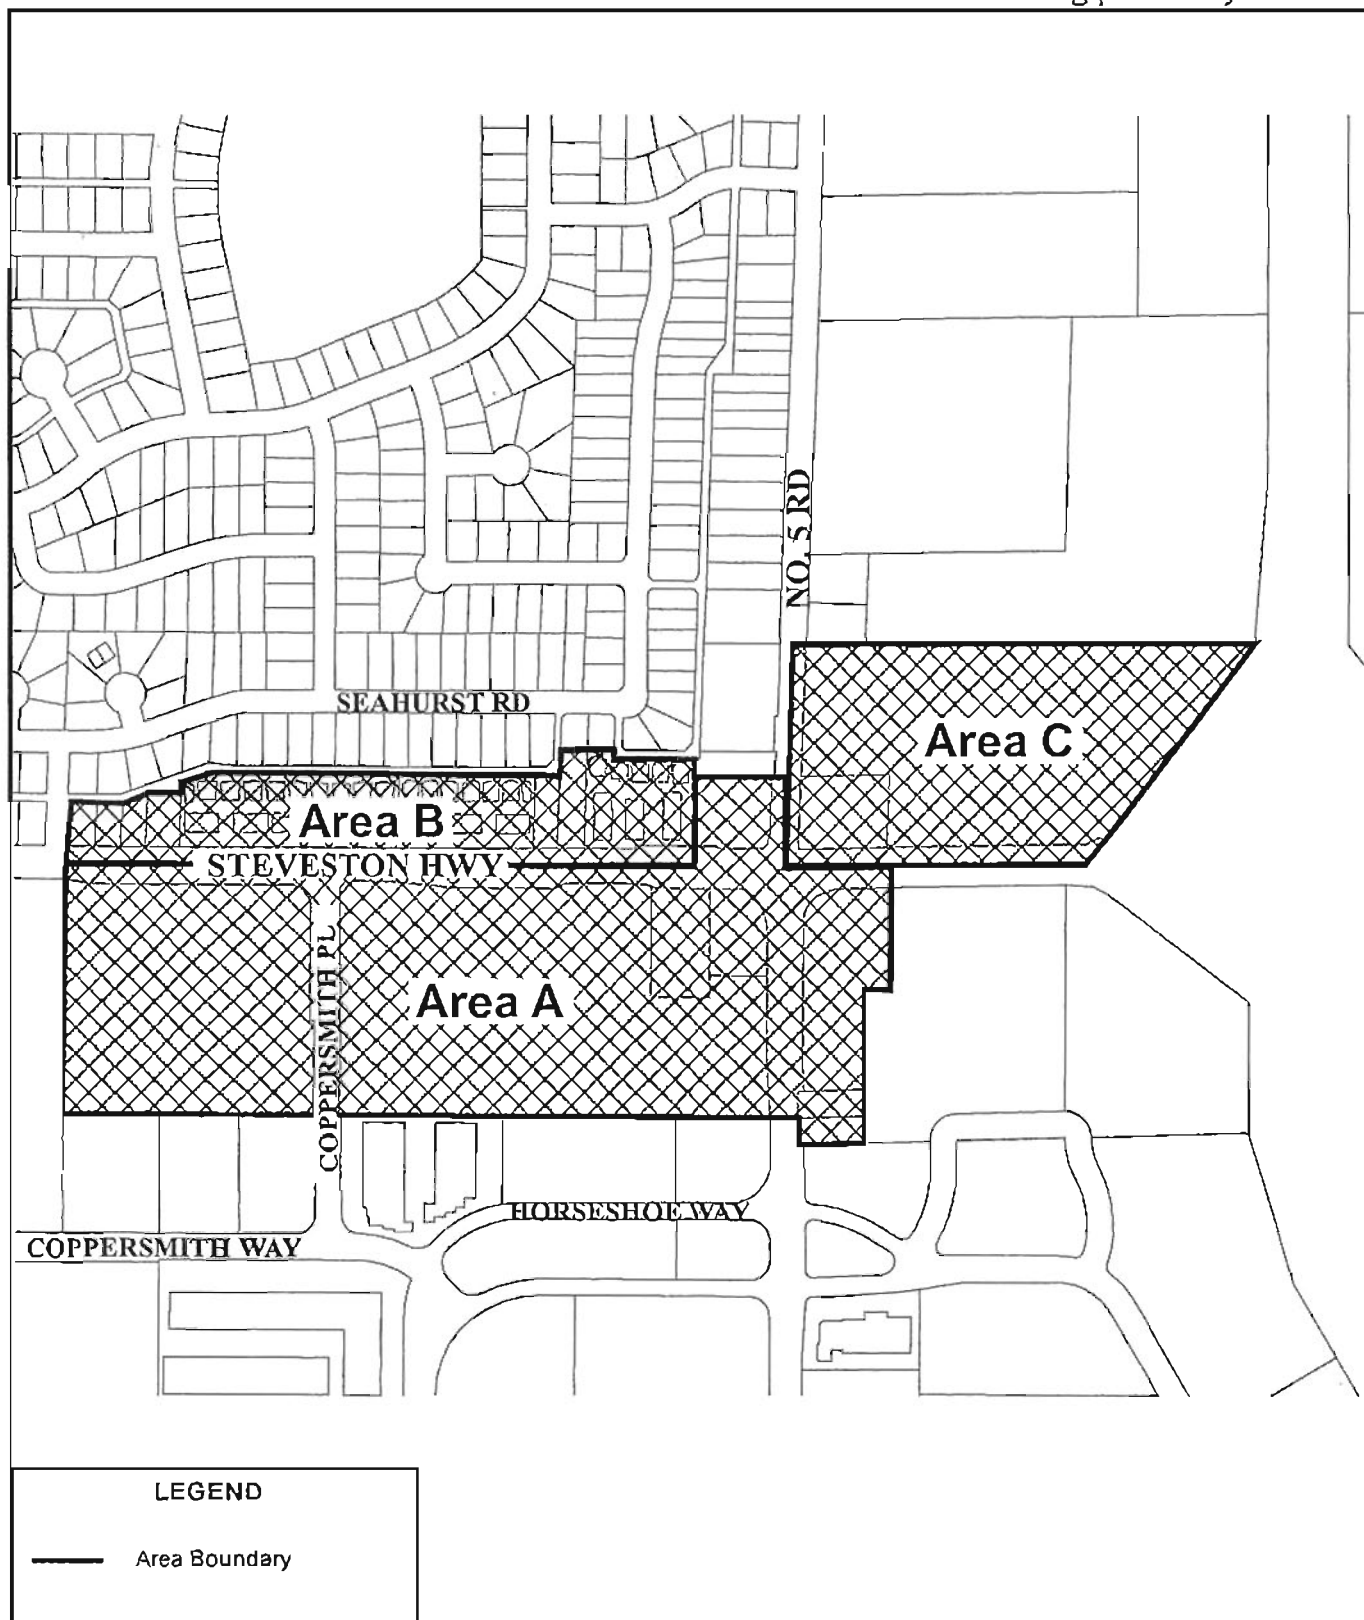 NO. 5 RD
SEAHURST RD
Area C
Area B
STEVESTON HWY
COPPERSMITH PL
Area A
HORSESHOE WAY
COPPERSMITH WAY
LEGEND
Area Boundary